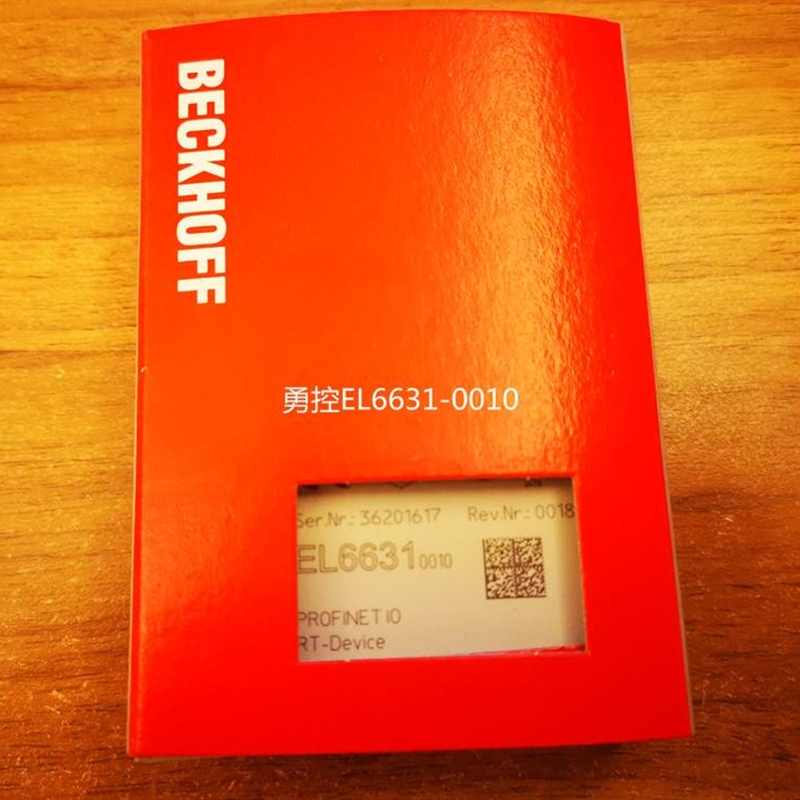 BECKHOFF
勇控EL6631-0010
Ser.Nr.: 36201617 Rev.Nr.: 0018
EL6631 0010
PROFINET IO
RT-Device